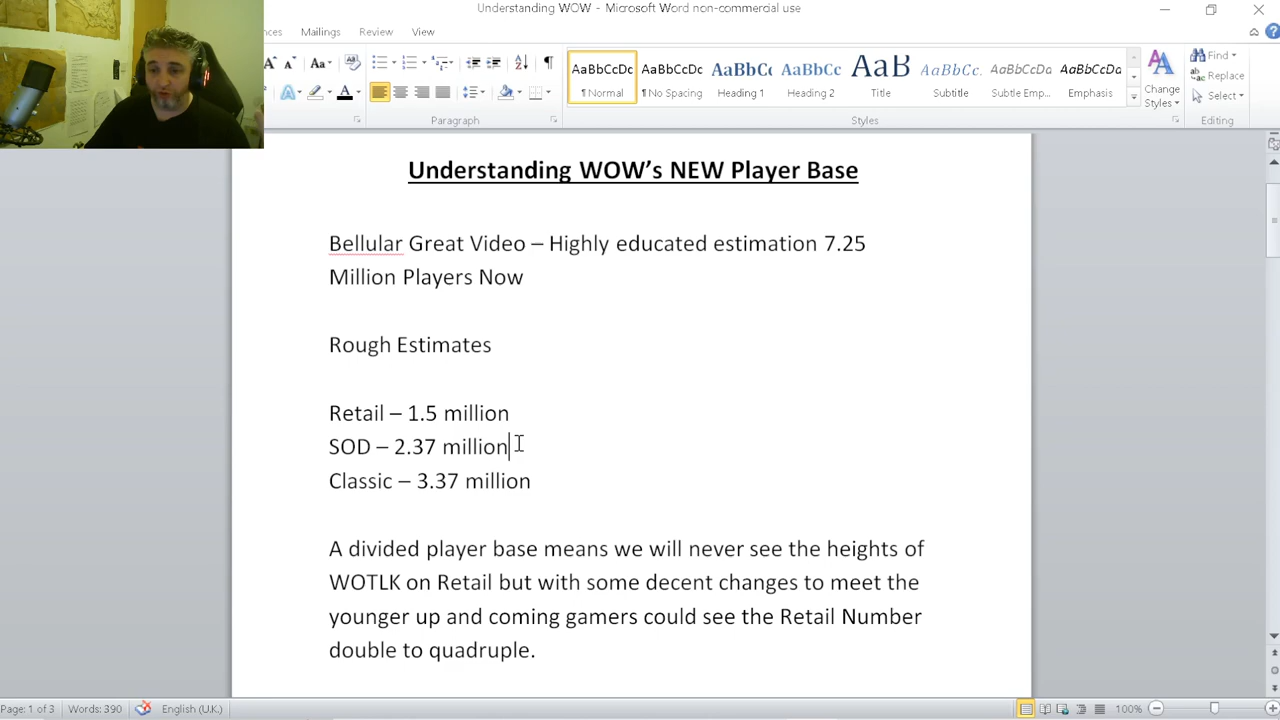 Understanding WOW - Microsoft Word non-commercial use
nces Mailings Review View
Aa
AaBbCcDc AaBbCcDc AaBbCc AaBbCc AaB AaBbCc. AaBbCcDa AaBbCcDa
¶ Normal ¶ No Spacing Heading 1 Heading 2 Title Subtitle Subtle Emp... Emphasis
Change Styles
Find
Replace
Select
Paragraph Styles Editing
Understanding WOW's NEW Player Base
Bellular Great Video – Highly educated estimation 7.25
Million Players Now
Rough Estimates
Retail – 1.5 million
SOD – 2.37 million
Classic – 3.37 million
A divided player base means we will never see the heights of
WOTLK on Retail but with some decent changes to meet the
younger up and coming gamers could see the Retail Number
double to quadruple.
Page: 1 of 3 Words: 390 English (U.K.) 100%